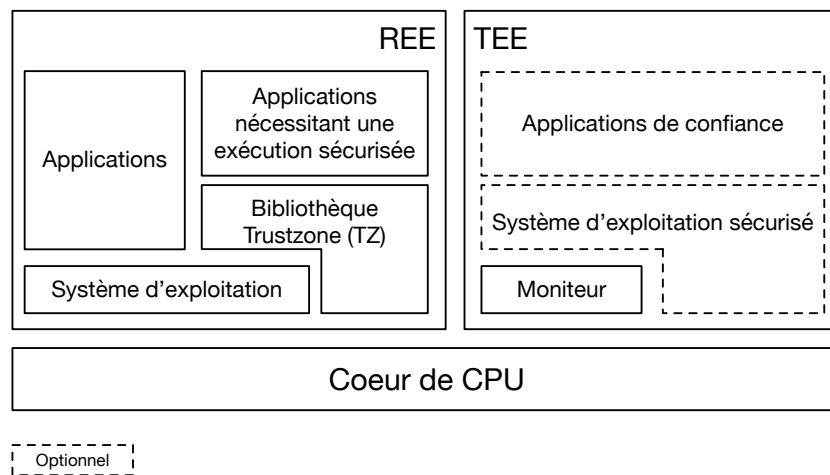 REE
TEE
Applications
Applications
nécessitant une
exécution sécurisée
Bibliothèque
Trustzone (TZ)
Système d'exploitation
Applications de confiance
Système d'exploitation sécurisé
Moniteur
Coeur de CPU
Optionnel